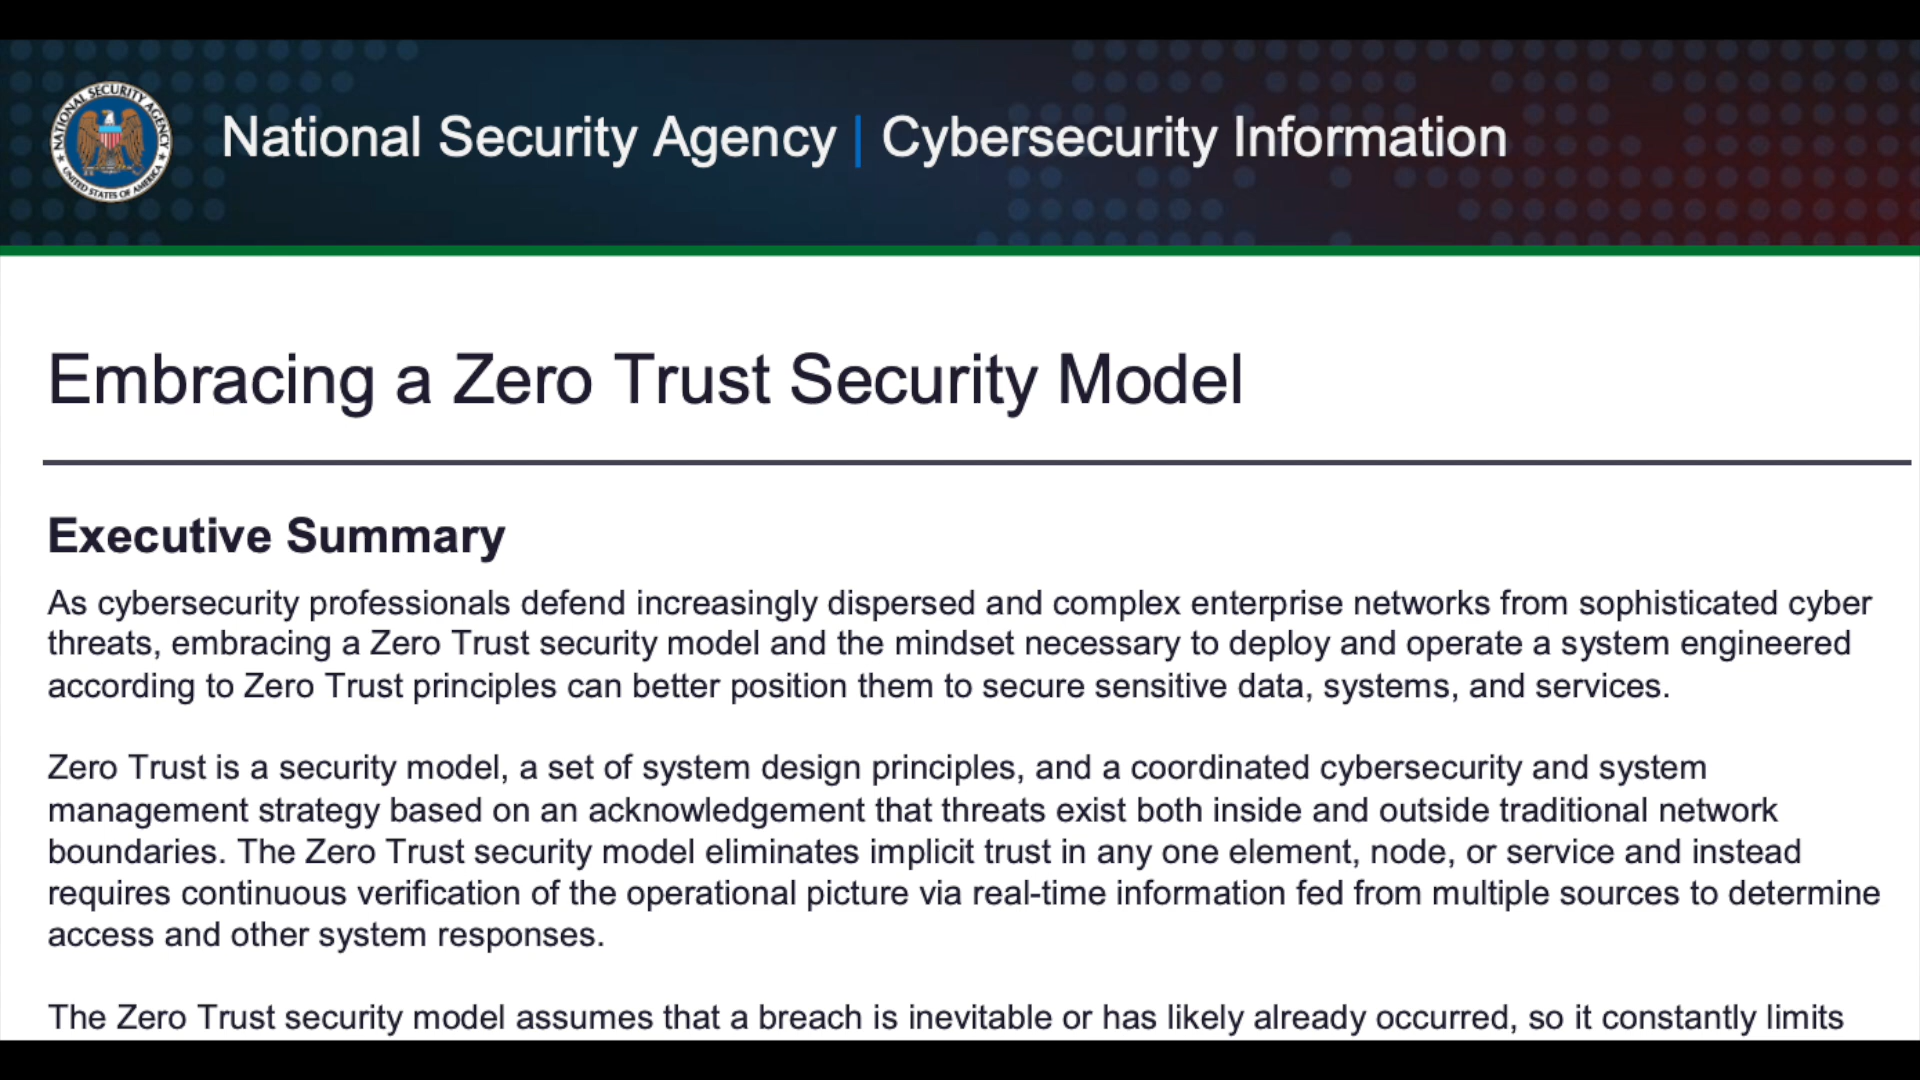 NATIONAL SECURITY AGENCY
UNITED STATES OF AMERICA
National Security Agency | Cybersecurity Information
Embracing a Zero Trust Security Model
Executive Summary
As cybersecurity professionals defend increasingly dispersed and complex enterprise networks from sophisticated cyber
threats, embracing a Zero Trust security model and the mindset necessary to deploy and operate a system engineered
according to Zero Trust principles can better position them to secure sensitive data, systems, and services.
Zero Trust is a security model, a set of system design principles, and a coordinated cybersecurity and system
management strategy based on an acknowledgement that threats exist both inside and outside traditional network
boundaries. The Zero Trust security model eliminates implicit trust in any one element, node, or service and instead
requires continuous verification of the operational picture via real-time information fed from multiple sources to determine
access and other system responses.
The Zero Trust security model assumes that a breach is inevitable or has likely already occurred, so it constantly limits